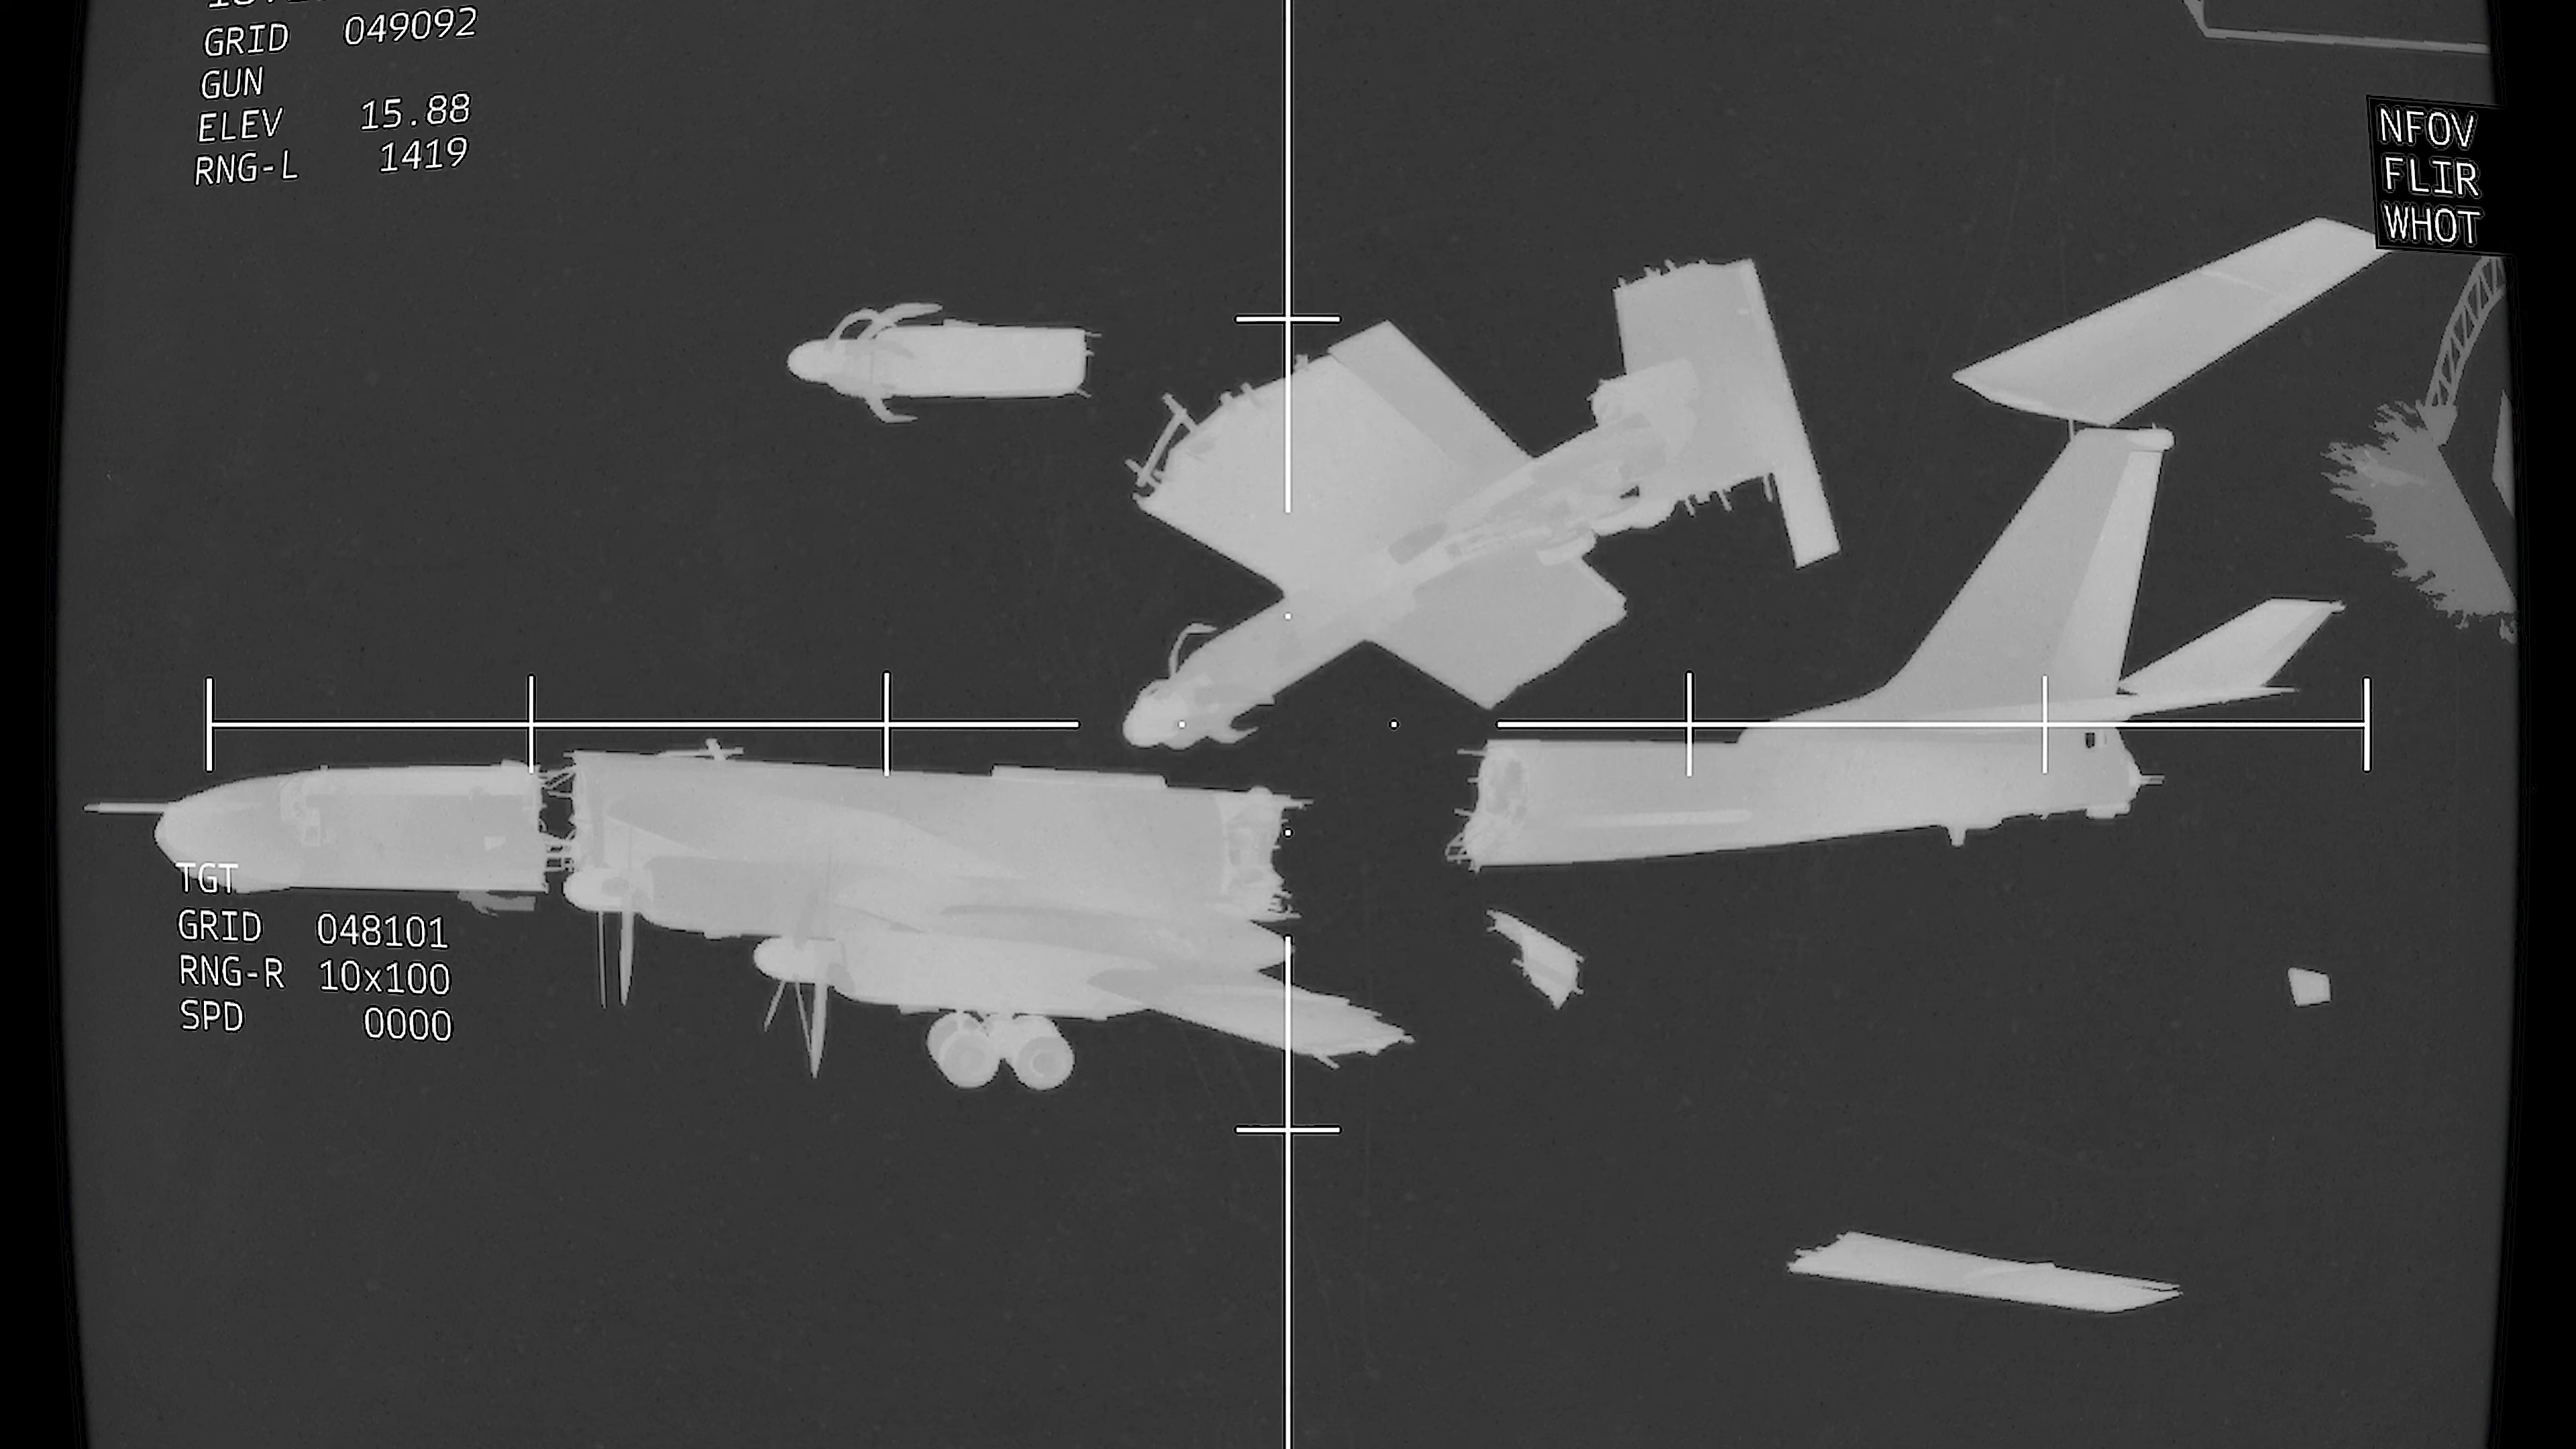 GRID 049092
GUN
ELEV 15.88
RNG-L 1419
NFOV
FLIR
WHOT
TGT
GRID 048101
RNG-R 10x100
SPD 0000